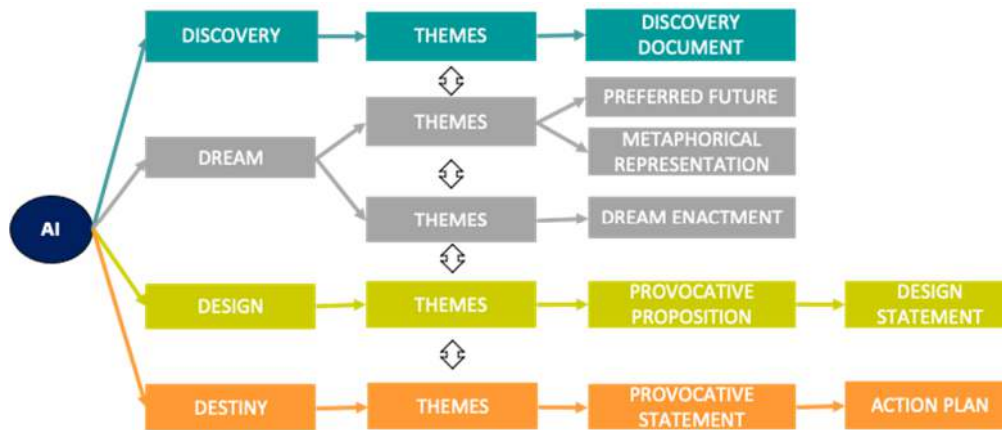 DISCOVERY
THEMES
DISCOVERY
DOCUMENT
THEMES
PREFERRED FUTURE
METAPHORICAL
REPRESENTATION
DREAM
THEMES
DREAM ENACTMENT
AI
DESIGN
THEMES
PROVOCATIVE
PROPOSITION
DESIGN
STATEMENT
DESTINY
THEMES
PROVOCATIVE
STATEMENT
ACTION PLAN